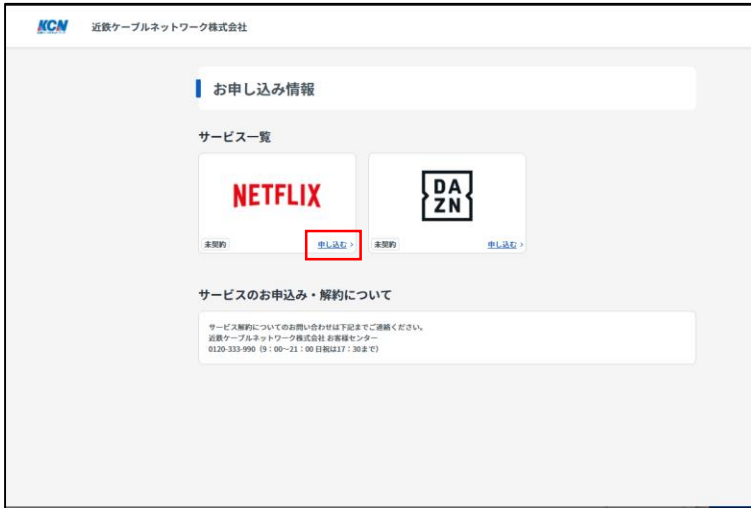 KCN 近鉄ケーブルネットワーク株式会社
お申し込み情報
サービス一覧
NETFLIX
未契約 申し込む >
DA
ZN
未契約 申し込む >
サービスのお申込み・解約について
サービス解約についてのお問い合わせは下記までご連絡ください。
近鉄ケーブルネットワーク株式会社 お客様センター
0120-333-990（9：00～21：00 日祝は17：30まで）